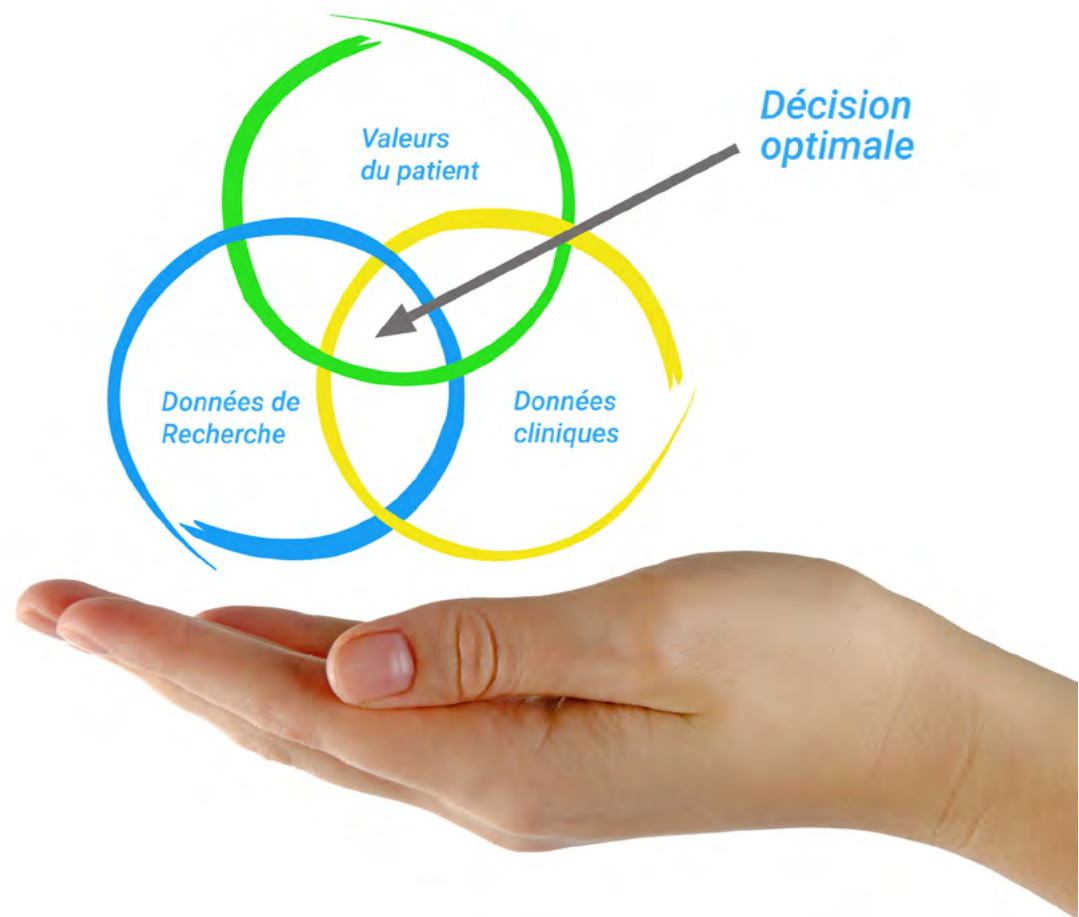 Décision
optimale
Valeurs
du patient
Données de
Recherche
Données
cliniques